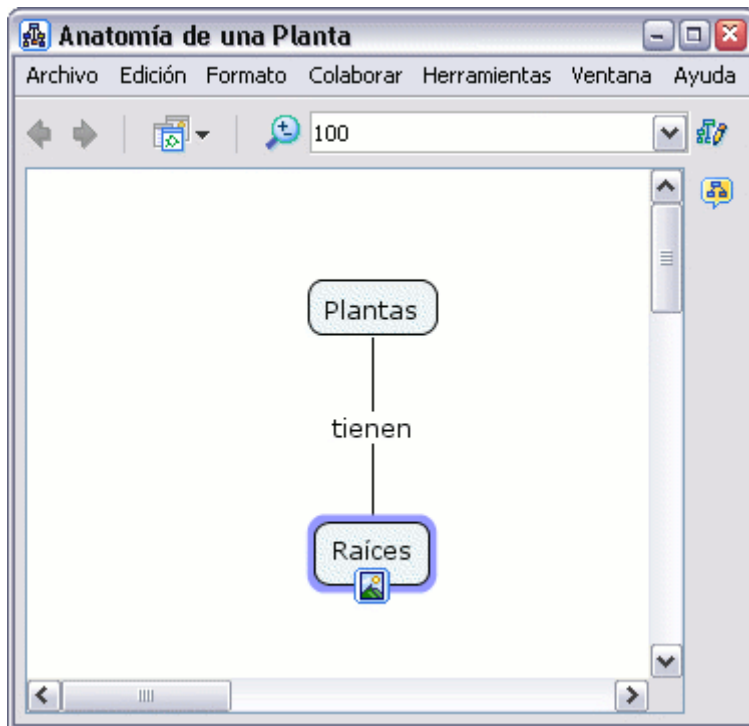 Anatomía de una Planta
Archivo Edición Formato Colaborar Herramientas Ventana Ayuda
100
Plantas
tienen
Raíces